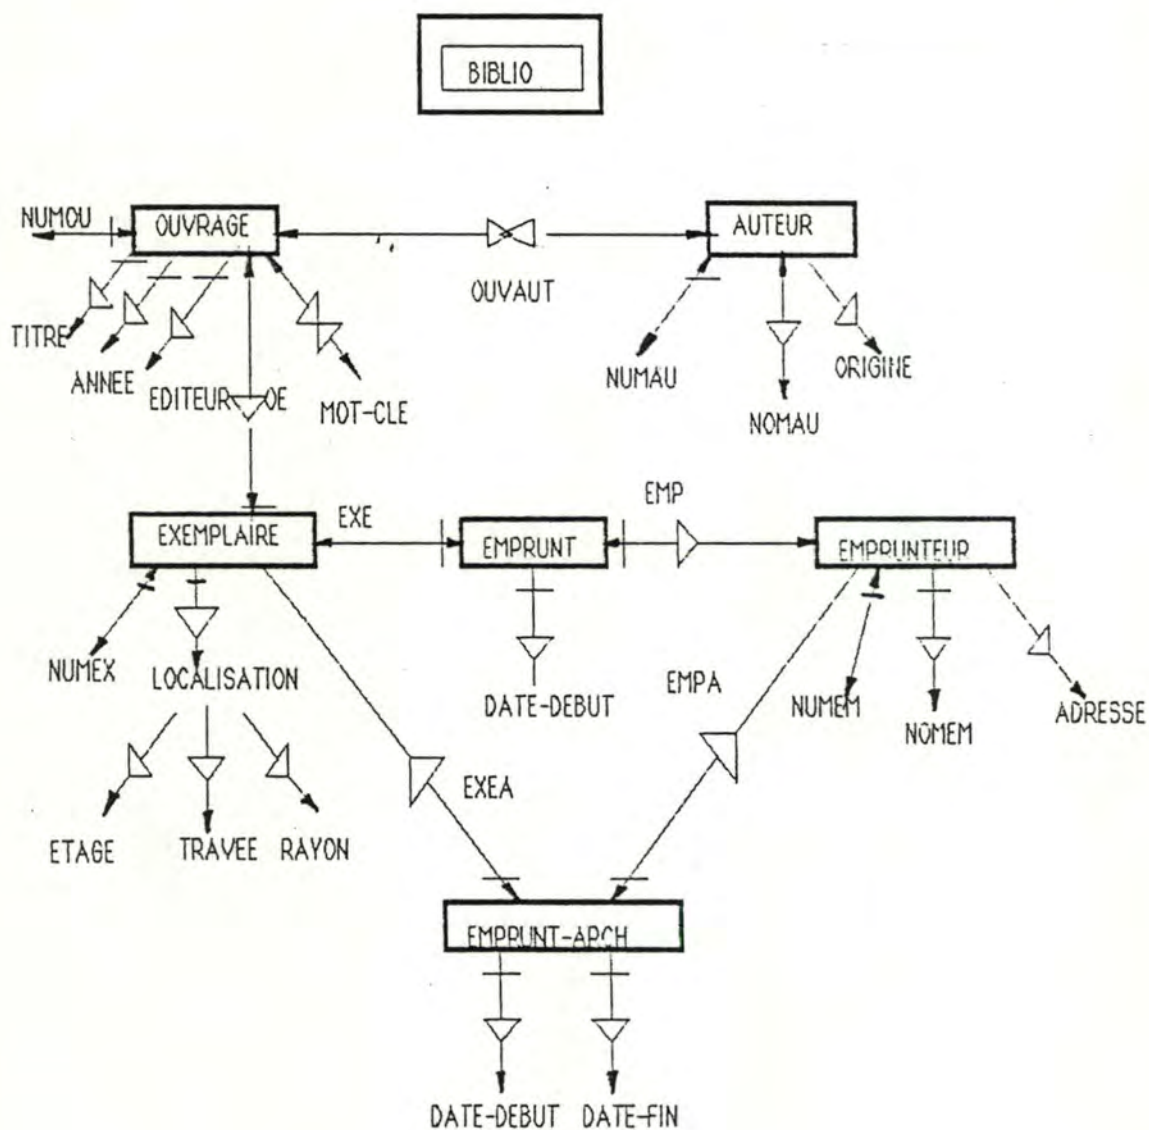 BIBLIO
NUMOU OUVRAGE AUTEUR
OUVAUT
TITRE ANNEE EDITEUR OE MOT-CLE NUMAU NOMAU ORIGINE
EXEMPLAIRE EXE EMPRUNT EMP EMPRUNTEUR
NUMEX LOCALISATION DATE-DEBUT EMPA NUMEM NOMEM ADRESSE
EXEA
ETAGE TRAVEE RAYON
EMPRUNT-ARCH
DATE-DEBUT DATE-FIN